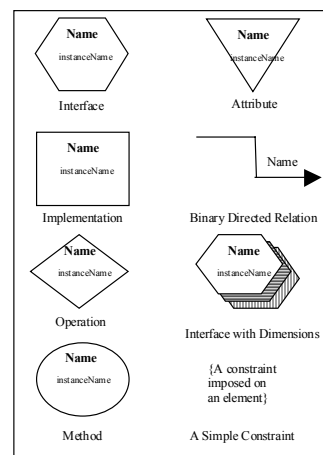 Name
instanceName
Interface
Name
instanceName
Attribute
Name
instanceName
Implementation
Name
Binary Directed Relation
Name
instanceName
Operation
Name
instanceName
Interface with Dimensions
Name
instanceName
Method
{A constraint
imposed on
an element}
A Simple Constraint